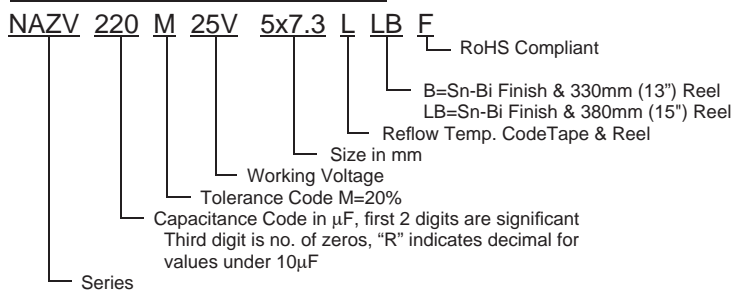 NAZV 220 M 25V 5x7.3 L LB F
RoHS Compliant
B=Sn-Bi Finish & 330mm (13”) Reel
LB=Sn-Bi Finish & 380mm (15") Reel
Reflow Temp. CodeTape & Reel
Size in mm
Working Voltage
Tolerance Code M=20%
Capacitance Code in μF, first 2 digits are significant
Third digit is no. of zeros, “R” indicates decimal for
values under 10μF
Series